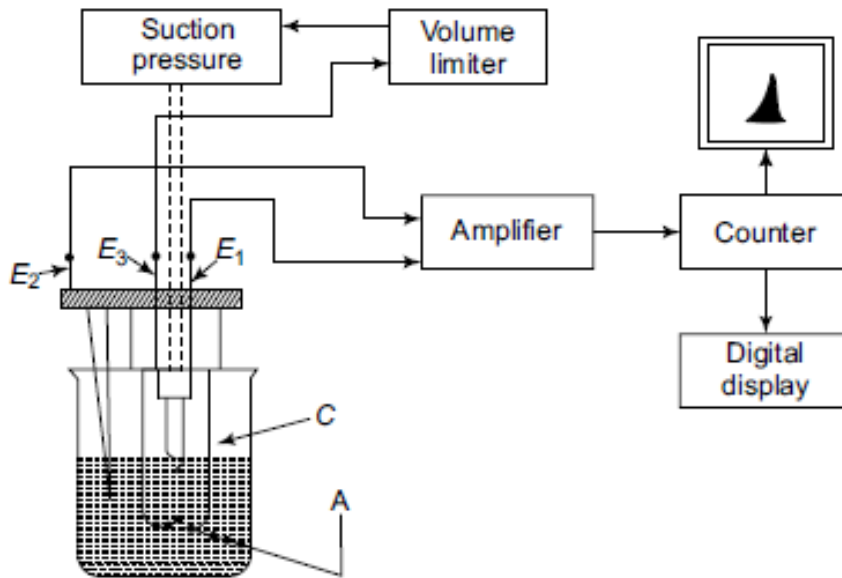 Suction
pressure
Volume
limiter
Amplifier
Counter
E2
E3
E1
Digital
display
C
A